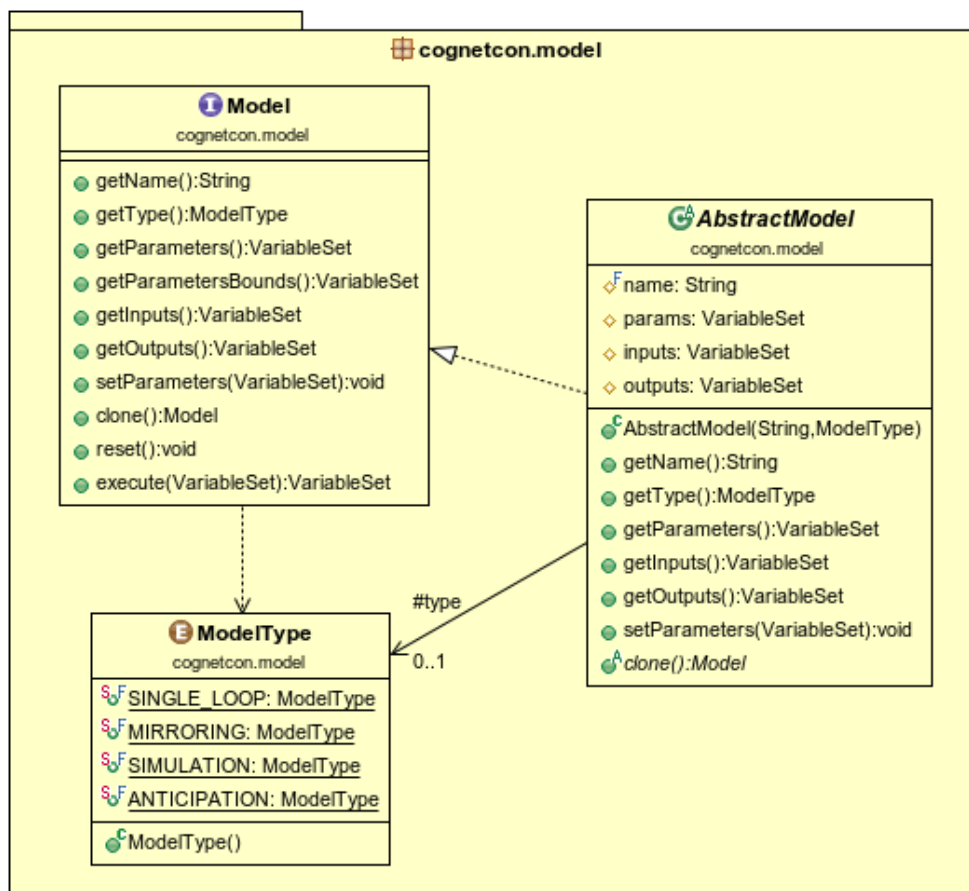 cognetcon.model
I Model
cognetcon.model
getName():String
getType():ModelType
getParameters():VariableSet
getParametersBounds():VariableSet
getInputs():VariableSet
getOutputs():VariableSet
setParameters(VariableSet):void
clone():Model
reset():void
execute(VariableSet):VariableSet
C A AbstractModel
cognetcon.model
F name: String
params: VariableSet
inputs: VariableSet
outputs: VariableSet
C AbstractModel(String,ModelType)
getName():String
getType():ModelType
getParameters():VariableSet
getInputs():VariableSet
getOutputs():VariableSet
setParameters(VariableSet):void
A clone():Model
#type
0..1
E ModelType
cognetcon.model
S F SINGLE_LOOP: ModelType
S F MIRRORING: ModelType
S F SIMULATION: ModelType
S F ANTICIPATION: ModelType
C ModelType()